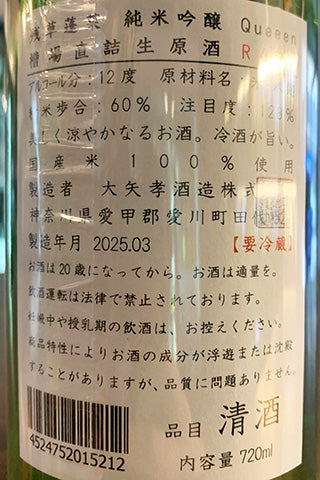 残草蓬莱 純米吟醸 Queeen
槽場直詰生原酒 R
アルコール分:12度 原材料名:米
精米歩合:60% 注目度:128%
美しく涼やかなるお酒。冷酒が旨い。
国産米100%使用
製造者 大矢孝酒造株式
神奈川県愛甲郡愛川町田代
製造年月 2025.03 【要冷蔵】
お酒は20歳になってから。お酒は適量を。
飲酒運転は法律で禁止されております。
妊娠中や授乳期の飲酒は、お控えください。
商品特性によりお酒の成分が浮遊または沈殿
することがありますが、品質に問題ありません。
4524752015212
品目 清酒
内容量 720ml